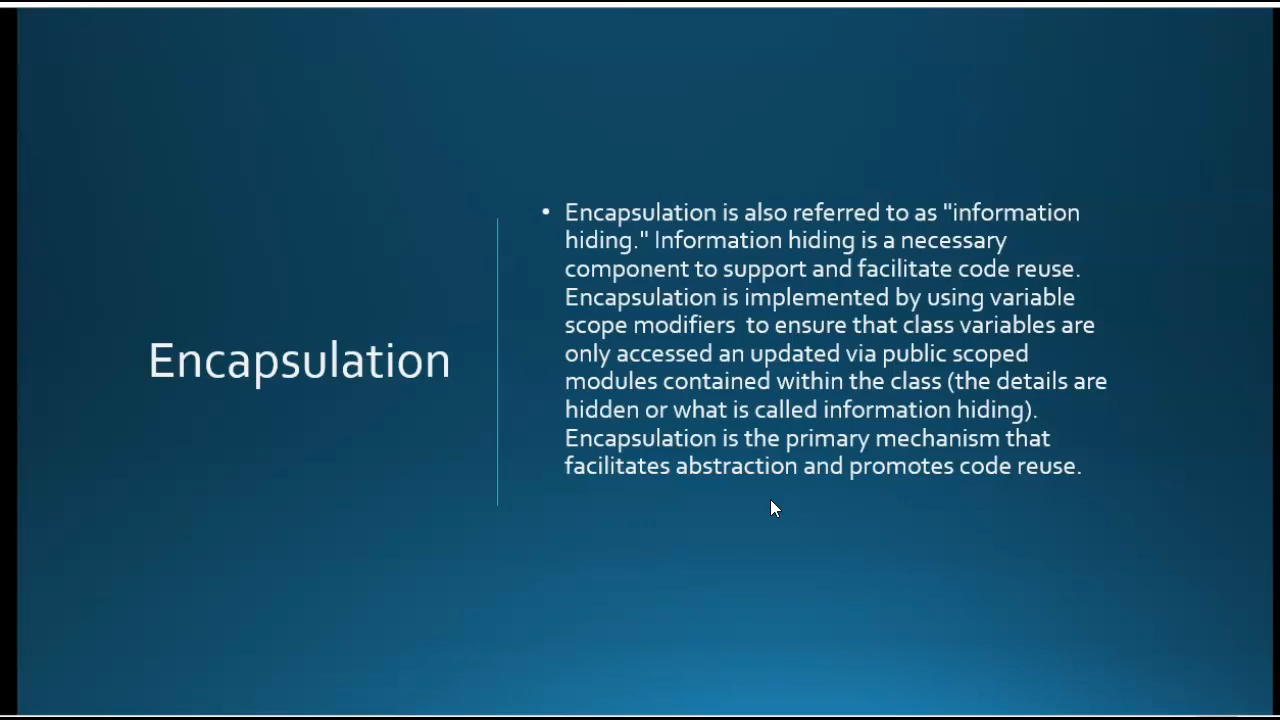 Encapsulation
• Encapsulation is also referred to as "information
hiding." Information hiding is a necessary
component to support and facilitate code reuse.
Encapsulation is implemented by using variable
scope modifiers  to ensure that class variables are
only accessed an updated via public scoped
modules contained within the class (the details are
hidden or what is called information hiding).
Encapsulation is the primary mechanism that
facilitates abstraction and promotes code reuse.